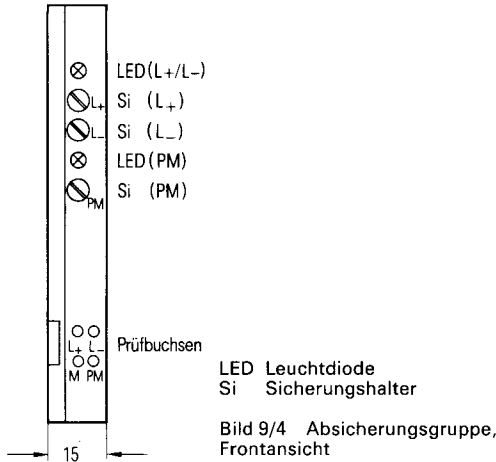 LED (L+/L–)
L+ Si (L+)
L– Si (L–)
LED (PM)
Si (PM)
PM
L+ L– Prüfbuchsen
M PM
LED Leuchtdiode
Si Sicherungshalter
Bild 9/4 Absicherungsgruppe,
Frontansicht
15